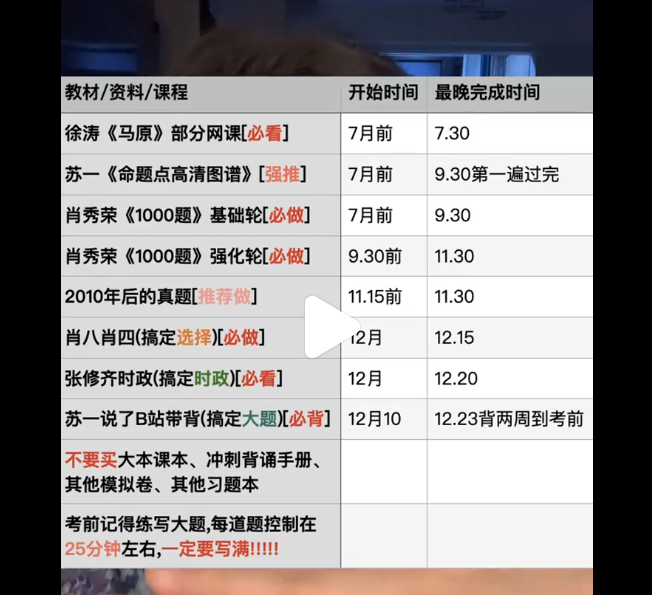 教材/资料/课程 开始时间 最晚完成时间
徐涛《马原》部分网课[必看] 7月前 7.30
苏一《命题点高清图谱》[强推] 7月前 9.30第一遍过完
肖秀荣《1000题》基础轮[必做] 7月前 9.30
肖秀荣《1000题》强化轮[必做] 9.30前 11.30
2010年后的真题[推荐做] 11.15前 11.30
肖八肖四(搞定选择)[必做] 12月 12.15
张修齐时政(搞定时政)[必看] 12月 12.20
苏一说了B站带背(搞定大题)[必背] 12月10 12.23背两周到考前
不要买大本课本、冲刺背诵手册、
其他模拟卷、其他习题本
考前记得练写大题,每道题控制在
25分钟左右,一定要写满!!!!!